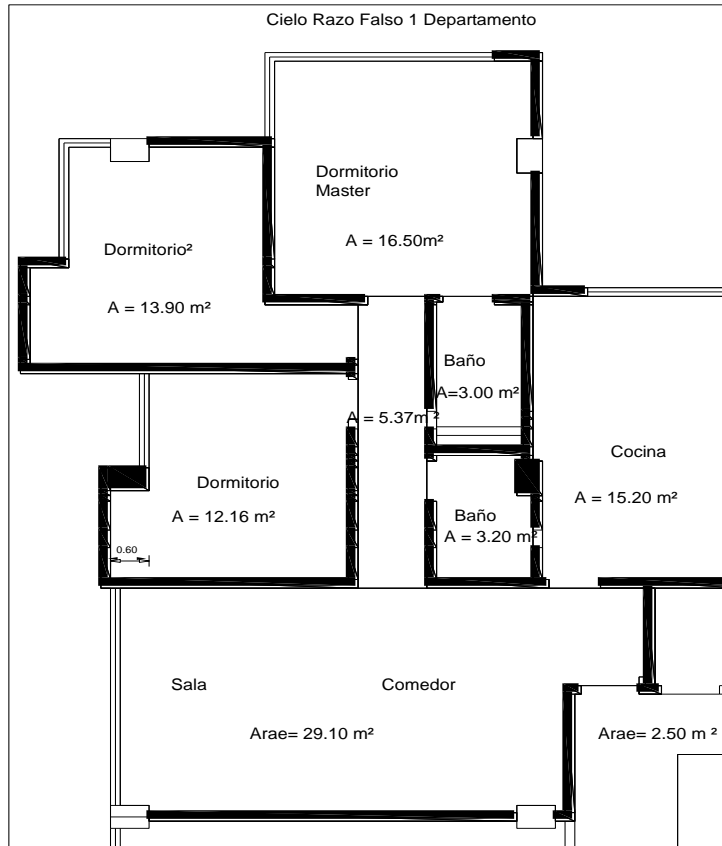 Cielo Razo Falso 1 Departamento
Dormitorio
Master
A = 16.50m²
Dormitorio²
A = 13.90 m²
Baño
A=3.00 m²
A = 5.37m ²
Cocina
A = 15.20 m²
Dormitorio
A = 12.16 m²
Baño
A = 3.20 m²
0.60
Sala
Comedor
Arae= 29.10 m²
Arae= 2.50 m ²